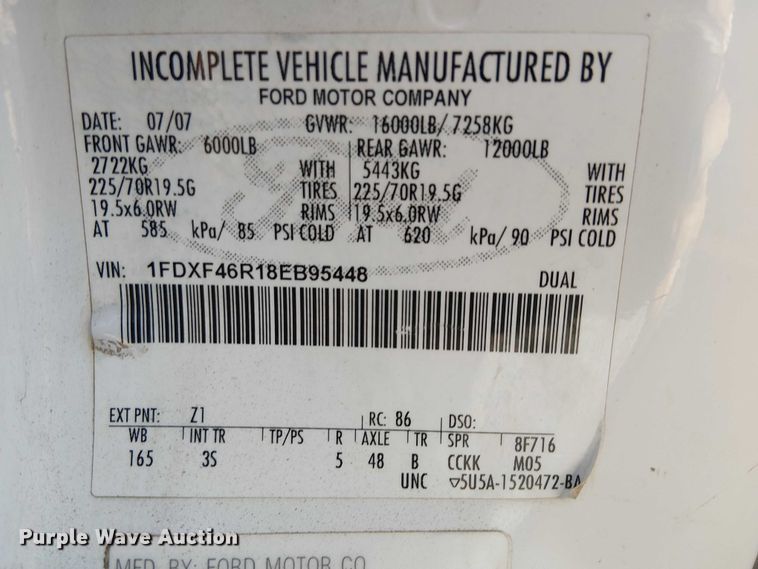 INCOMPLETE VEHICLE MANUFACTURED BY
FORD MOTOR COMPANY
DATE: 07/07 GVWR: 16000LB/ 7258KG
FRONT GAWR: 6000LB REAR GAWR: 12000LB
2722KG WITH 5443KG WITH
225/70R19.5G TIRES 225/70R19.5G TIRES
19.5x6.0RW RIMS 19.5x6.0RW RIMS
AT 585 kPa/ 85 PSI COLD AT 620 kPa/ 90 PSI COLD
VIN: 1FDXF46R18EB95448 DUAL
EXT PNT: Z1 RC: 86 DSO:
WB INT TR TP/PS R AXLE TR SPR 8F716
165 3S 5 48 B CCKK M05
UNC ▽5U5A-1520472-BA
Purple Wave Auction
MFD. BY: FORD MOTOR CO.